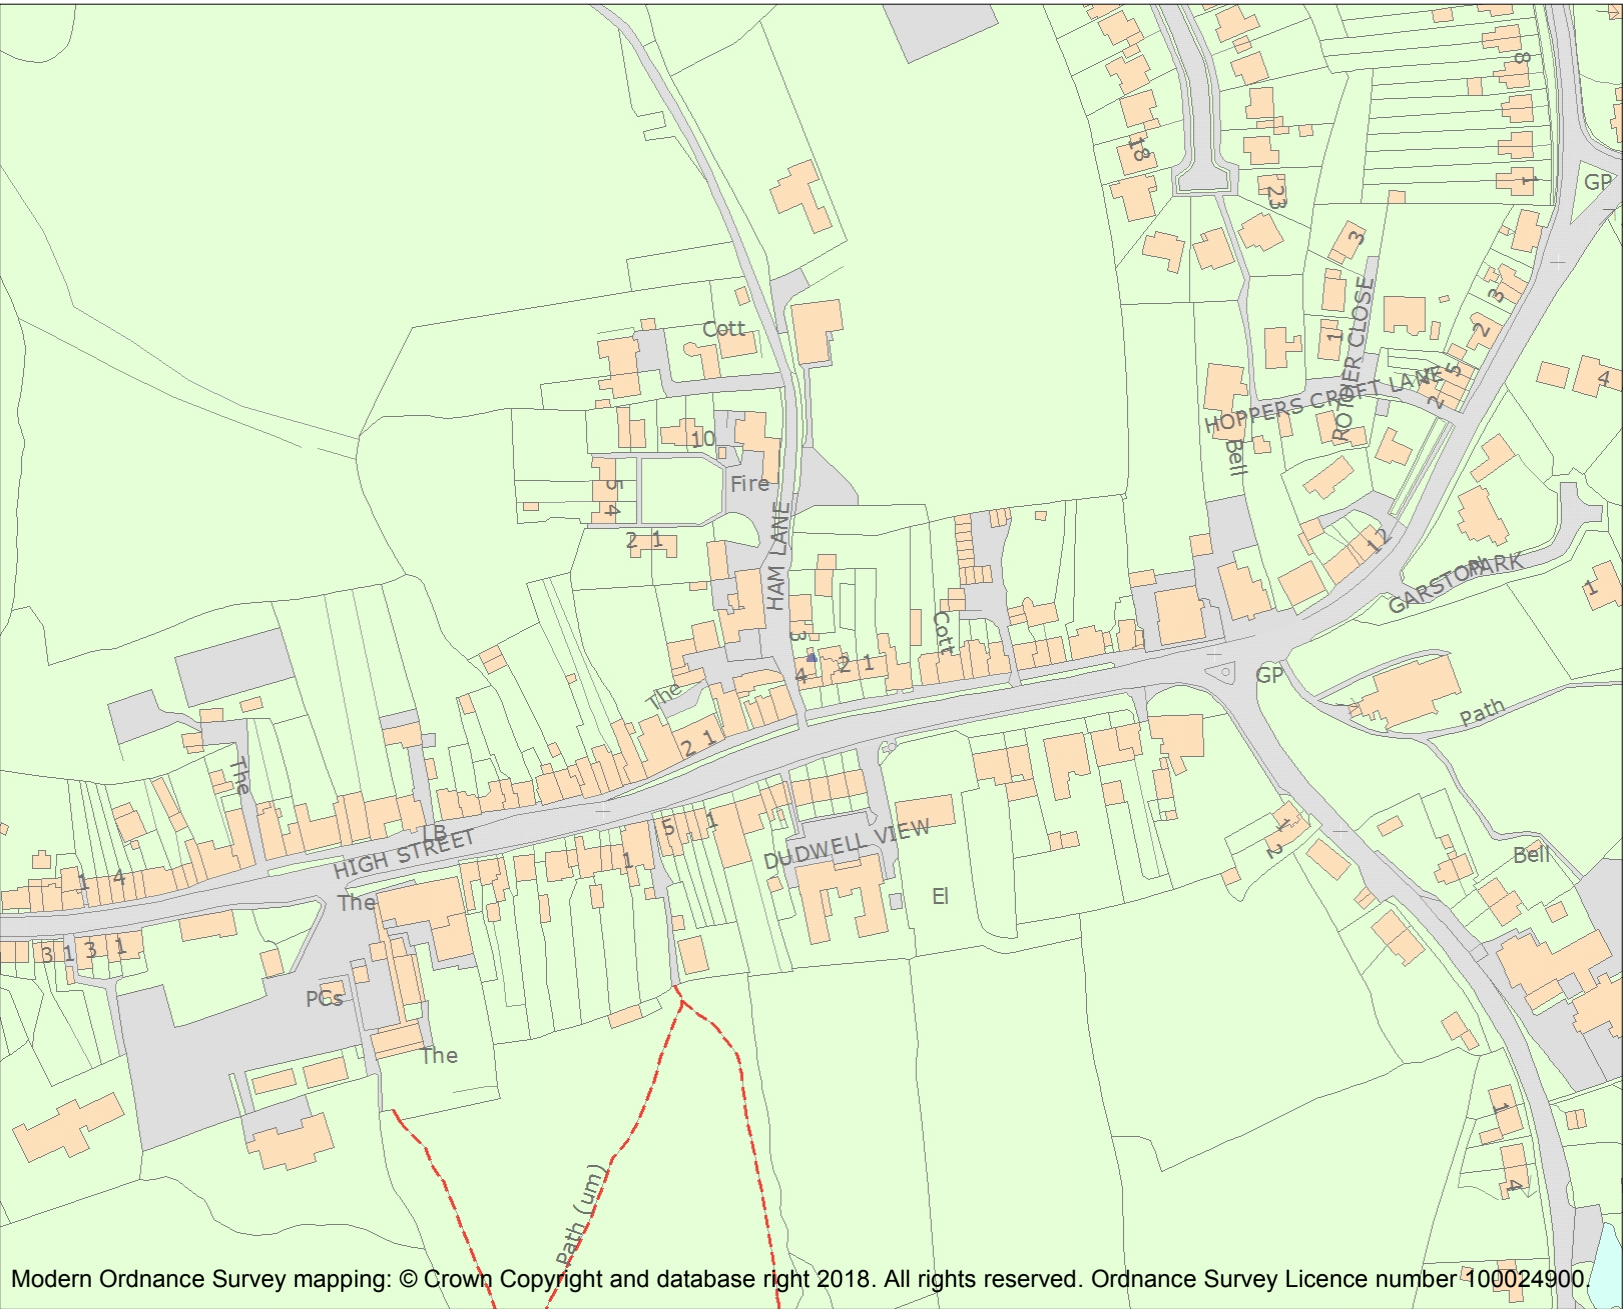 8
18
GP
1
23
3
3
Cott
1
ROTHER CLOSE
2
4
HOPPERS CROFT LANE
5
2
10
Bell
Fire
5
4
HAM LANE
2 1
12
GARSTON PARK
1
3
Cott
2 1
4
GP
The
Path
2 1
The
5
1
1
LB
DUDWELL VIEW
HIGH STREET
2
1
Bell
1 4
The
El
3 1 3 1
PCs
The
1
Path (um)
4
1
Modern Ordnance Survey mapping: © Crown Copyright and database right 2018. All rights reserved. Ordnance Survey Licence number 100024900.